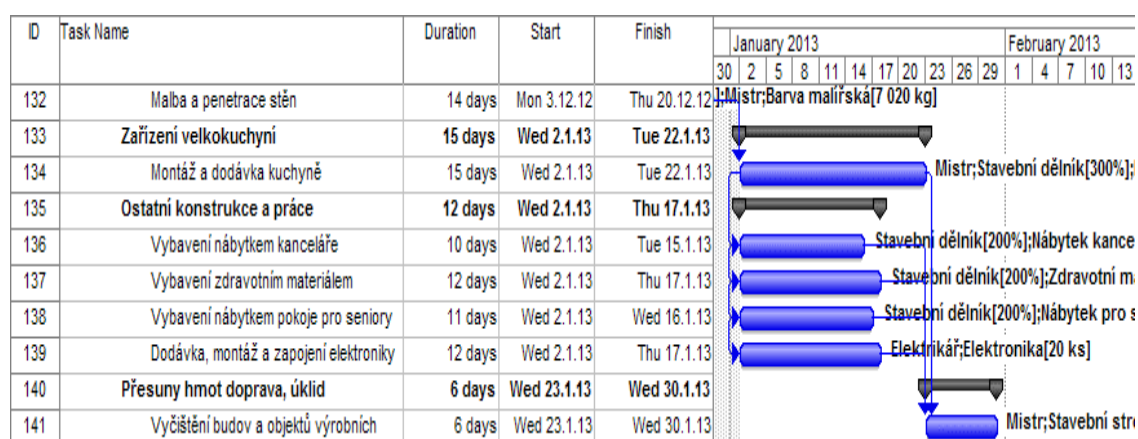 ID Task Name Duration Start Finish
January 2013 February 2013
30 2 5 8 11 14 17 20 23 26 29 1 4 7 10 13
132 Malba a penetrace stěn 14 days Mon 3.12.12 Thu 20.12.12 ];Mistr;Barva malířská[7 020 kg]
133 Zařízení velkokuchyní 15 days Wed 2.1.13 Tue 22.1.13
134 Montáž a dodávka kuchyně 15 days Wed 2.1.13 Tue 22.1.13 Mistr;Stavební dělník[300%];
135 Ostatní konstrukce a práce 12 days Wed 2.1.13 Thu 17.1.13
136 Vybavení nábytkem kanceláře 10 days Wed 2.1.13 Tue 15.1.13 Stavební dělník[200%];Nábytek kance
137 Vybavení zdravotním materiálem 12 days Wed 2.1.13 Thu 17.1.13 Stavební dělník[200%];Zdravotní m
138 Vybavení nábytkem pokoje pro seniory 11 days Wed 2.1.13 Wed 16.1.13 Stavební dělník[200%];Nábytek pro s
139 Dodávka, montáž a zapojení elektroniky 12 days Wed 2.1.13 Thu 17.1.13 Elektrikář;Elektronika[20 ks]
140 Přesuny hmot doprava, úklid 6 days Wed 23.1.13 Wed 30.1.13
141 Vyčištění budov a objektů výrobních 6 days Wed 23.1.13 Wed 30.1.13 Mistr;Stavební stro